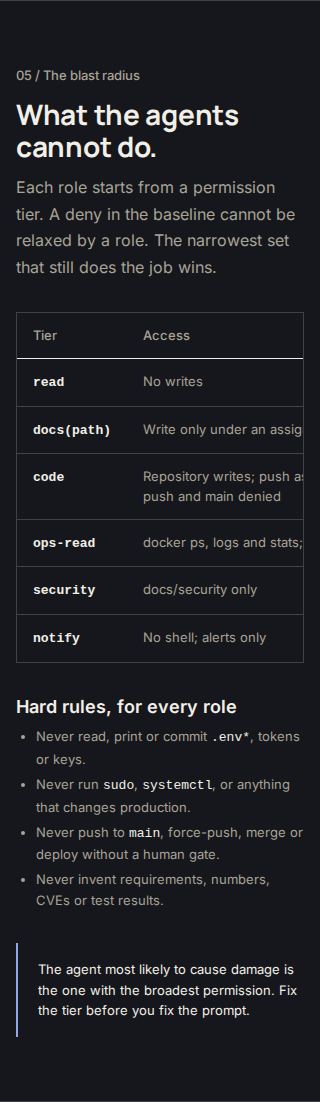 05 / The blast radius
What the agents
cannot do.
Each role starts from a permission
tier. A deny in the baseline cannot be
relaxed by a role. The narrowest set
that still does the job wins.
Tier Access
read No writes
docs(path) Write only under an
code Repository writes; push
push and main denied
ops-read docker ps, logs and stats;
security docs/security only
notify No shell; alerts only
Hard rules, for every role
• Never read, print or commit .env*, tokens
or keys.
• Never run sudo, systemctl, or anything
that changes production.
• Never push to main, force-push, merge or
deploy without a human gate.
• Never invent requirements, numbers,
CVEs or test results.
The agent most likely to cause damage is
the one with the broadest permission. Fix
the tier before you fix the prompt.